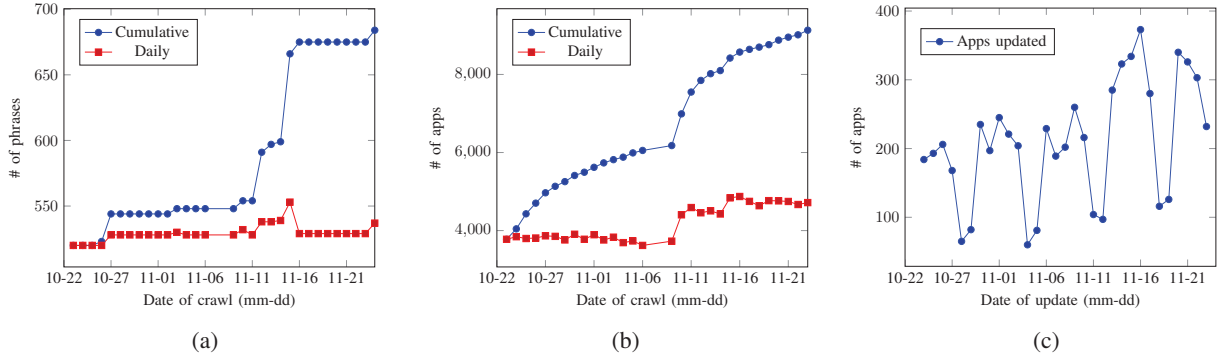 700
675
600
550
# of phrases
Cumulative
Daily
10-22 10-27 11-01 11-06 11-11 11-16 11-21
Date of crawl (mm-dd)
(a)
8,000
6,000
4,000
# of apps
Cumulative
Daily
10-22 10-27 11-01 11-06 11-11 11-16 11-21
Date of crawl (mm-dd)
(b)
400
300
200
100
# of apps
Apps updated
10-22 10-27 11-01 11-06 11-11 11-16 11-21
Date of update (mm-dd)
(c)